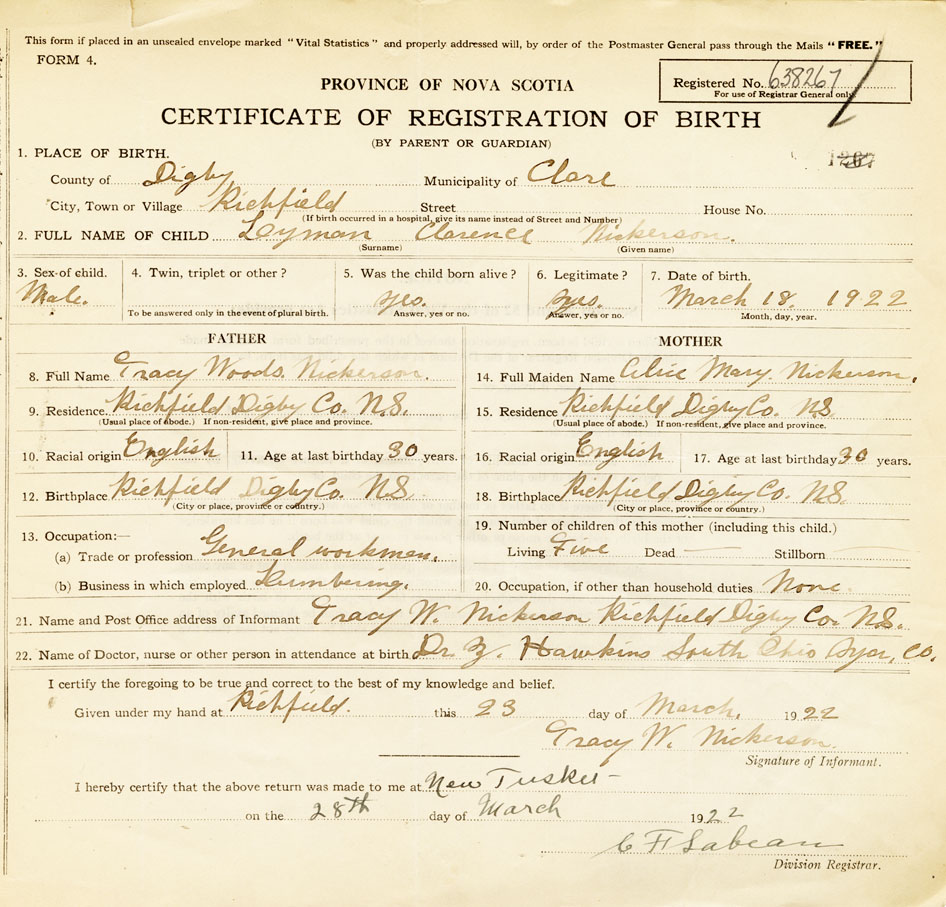 This form if placed in an unsealed envelope marked "Vital Statistics" and properly addressed will, by order of the Postmaster General pass through the Mails "FREE."
FORM 4.
PROVINCE OF NOVA SCOTIA
Registered No. 638267
For use of Registrar General only.
CERTIFICATE OF REGISTRATION OF BIRTH
(BY PARENT OR GUARDIAN)
1. PLACE OF BIRTH.
County of Digby Municipality of Clare
City, Town or Village Richfield Street House No.
(If birth occurred in a hospital, give its name instead of Street and Number)
2. FULL NAME OF CHILD Leyman Clarence Nickerson.
(Surname) (Given name)
3. Sex of child. 4. Twin, triplet or other? 5. Was the child born alive? 6. Legitimate? 7. Date of birth.
Male. yes. yes. March 18. 1922
To be answered only in the event of plural birth. Answer, yes or no. Answer, yes or no. Month, day, year.
FATHER MOTHER
8. Full Name Tracy Woods. Nickerson. 14. Full Maiden Name Alice Mary. Nickerson.
9. Residence. Richfield Digby Co. N.S. 15. Residence Richfield Digby Co. N.S.
(Usual place of abode.) If non-resident, give place and province. (Usual place of abode.) If non-resident, give place and province.
10. Racial origin English 11. Age at last birthday 30 years. 16. Racial origin English 17. Age at last birthday 30 years.
12. Birthplace Richfield Digby Co. N.S. 18. Birthplace Richfield Digby Co. N.S.
(City or place, province or country.) (City or place, province or country.)
13. Occupation:— 19. Number of children of this mother (including this child.)
(a) Trade or profession General workmen. Living Five Dead — Stillborn —
(b) Business in which employed Lumbering. 20. Occupation, if other than household duties None.
21. Name and Post Office address of Informant Tracy W. Nickerson Richfield Digby Co. N.S.
22. Name of Doctor, nurse or other person in attendance at birth Dr. Hawkins South Ohio Co.
I certify the foregoing to be true and correct to the best of my knowledge and belief.
Given under my hand at Richfield. this 23 day of March, 1922
Tracy W. Nickerson.
Signature of Informant.
I hereby certify that the above return was made to me at New Tusket
on the 28th day of March 1922
C F Sabean
Division Registrar.